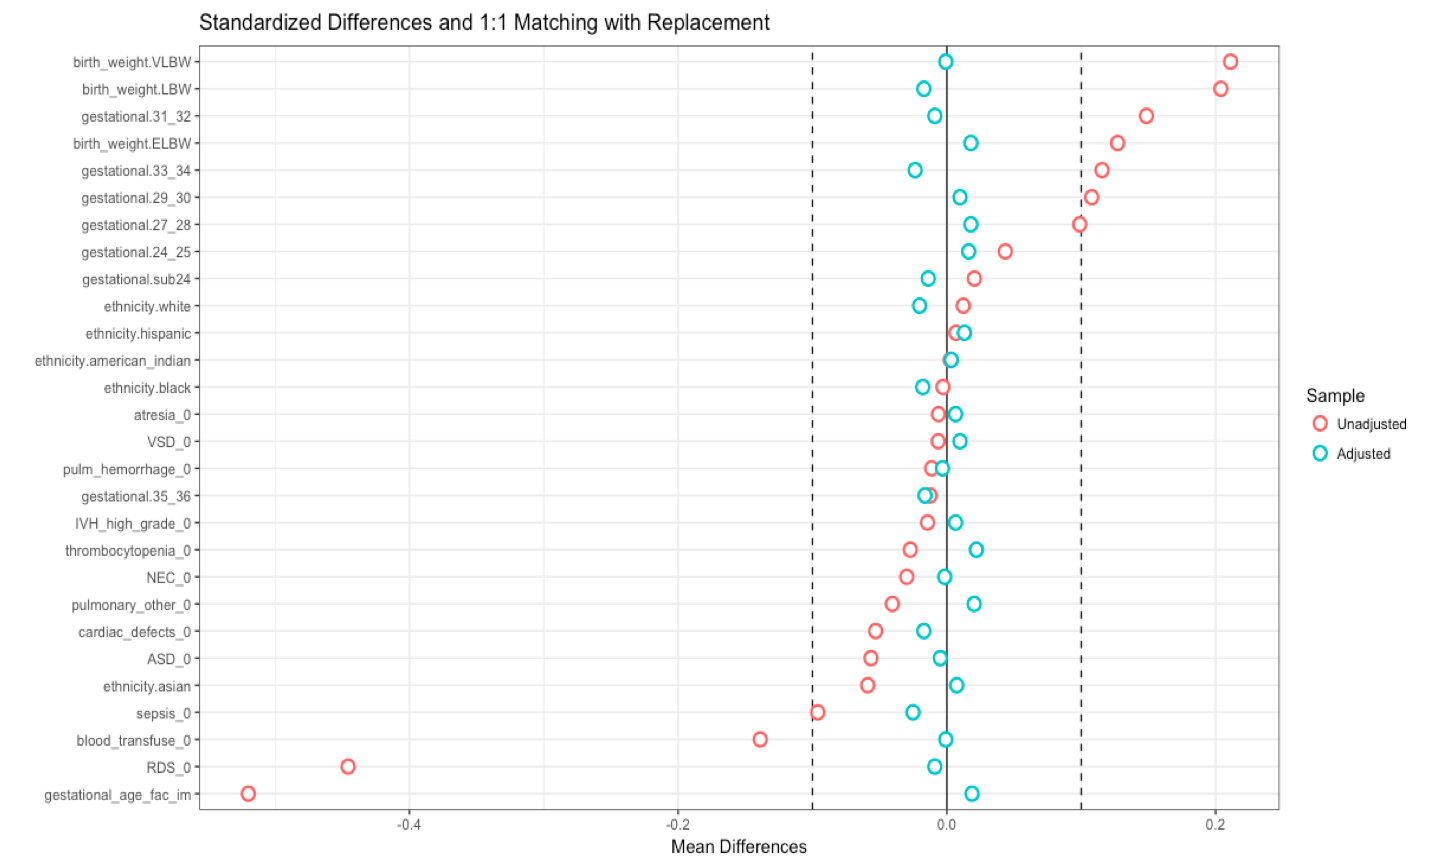 Standardized Differences and 1:1 Matching with Replacement
birth_weight.VLBW
birth_weight.LBW
gestational.31_32
birth_weight.ELBW
gestational.33_34
gestational.29_30
gestational.27_28
gestational.24_25
gestational.sub24
ethnicity.white
ethnicity.hispanic
ethnicity.american_indian
ethnicity.black
atresia_0
VSD_0
pulm_hemorrhage_0
gestational.35_36
IVH_high_grade_0
thrombocytopenia_0
NEC_0
pulmonary_other_0
cardiac_defects_0
ASD_0
ethnicity.asian
sepsis_0
blood_transfuse_0
RDS_0
gestational_age_fac_im
-0.4 -0.2 0.0 0.2
Mean Differences
Sample
Unadjusted
Adjusted